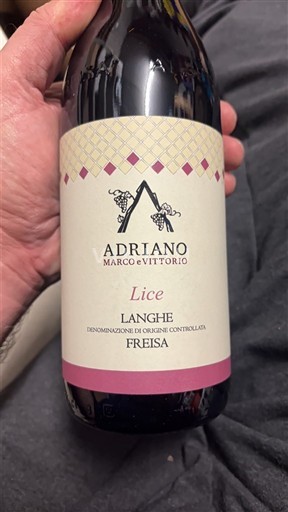 ADRIANO
MARCO e VITTORIO
Lice
LANGHE
DENOMINAZIONE DI ORIGINE CONTROLLATA
FREISA